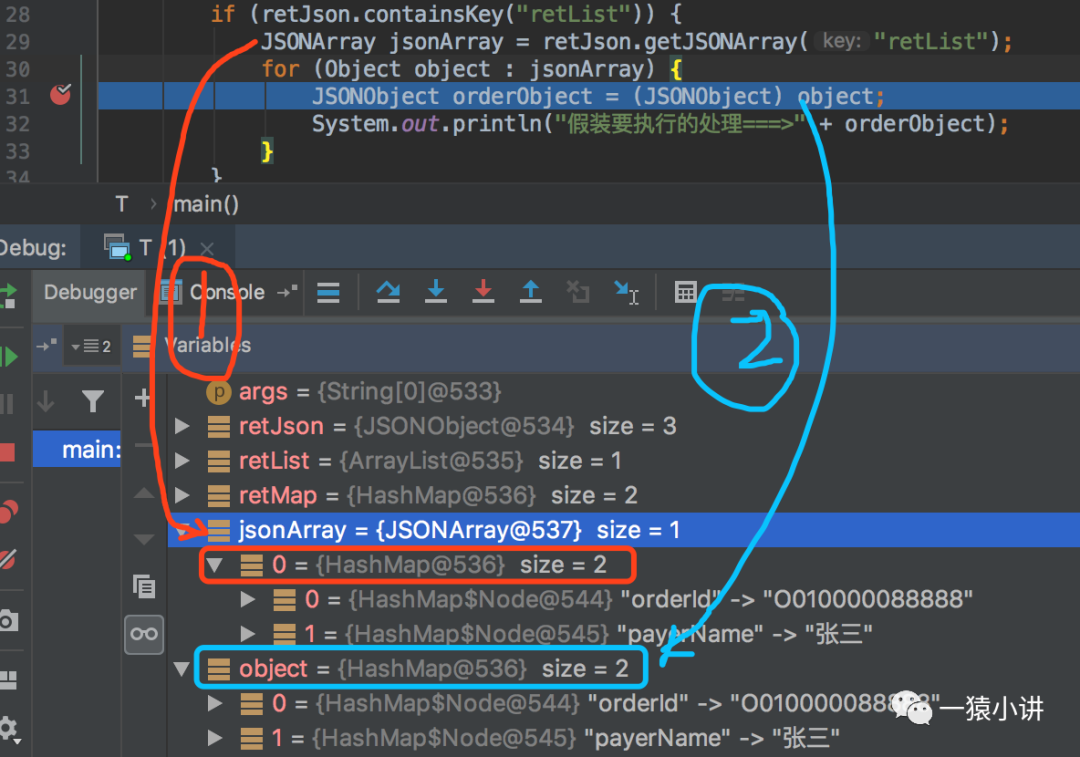 28 if (retJson.containsKey("retList")) {
29 JSONArray jsonArray = retJson.getJSONArray( key: "retList");
30 for (Object object : jsonArray) {
31 JSONObject orderObject = (JSONObject) object;
32 System.out.println("假装要执行的处理===>" + orderObject);
33 }
34 }
T > main()
Debug: T (1) ×
Debugger Console
1
2
2
Variables
p args = {String[0]@533}
retJson = {JSONObject@534} size = 3
main:
retList = {ArrayList@535} size = 1
retMap = {HashMap@536} size = 2
jsonArray = {JSONArray@537} size = 1
0 = {HashMap@536} size = 2
0 = {HashMap$Node@544} "orderId" -> "O010000088888"
1 = {HashMap$Node@545} "payerName" -> "张三"
object = {HashMap@536} size = 2
0 = {HashMap$Node@544} "orderId" -> "O010000088888"
一猿小讲
1 = {HashMap$Node@545} "payerName" -> "张三"